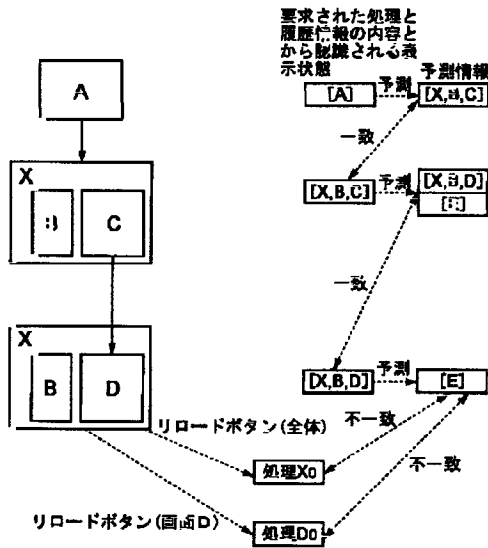 要求された処理と
履歴情報の内容と
から認識される表
示状態
予測情報
A
[A]
予測
[X,B,C]
一致
X
B
C
[X,B,C]
予測
[X,B,D]
一致
X
B
D
[X,B,D]
予測
[E]
リロードボタン(全体)
不一致
処理X0
不一致
リロードボタン(画面D)
処理D0